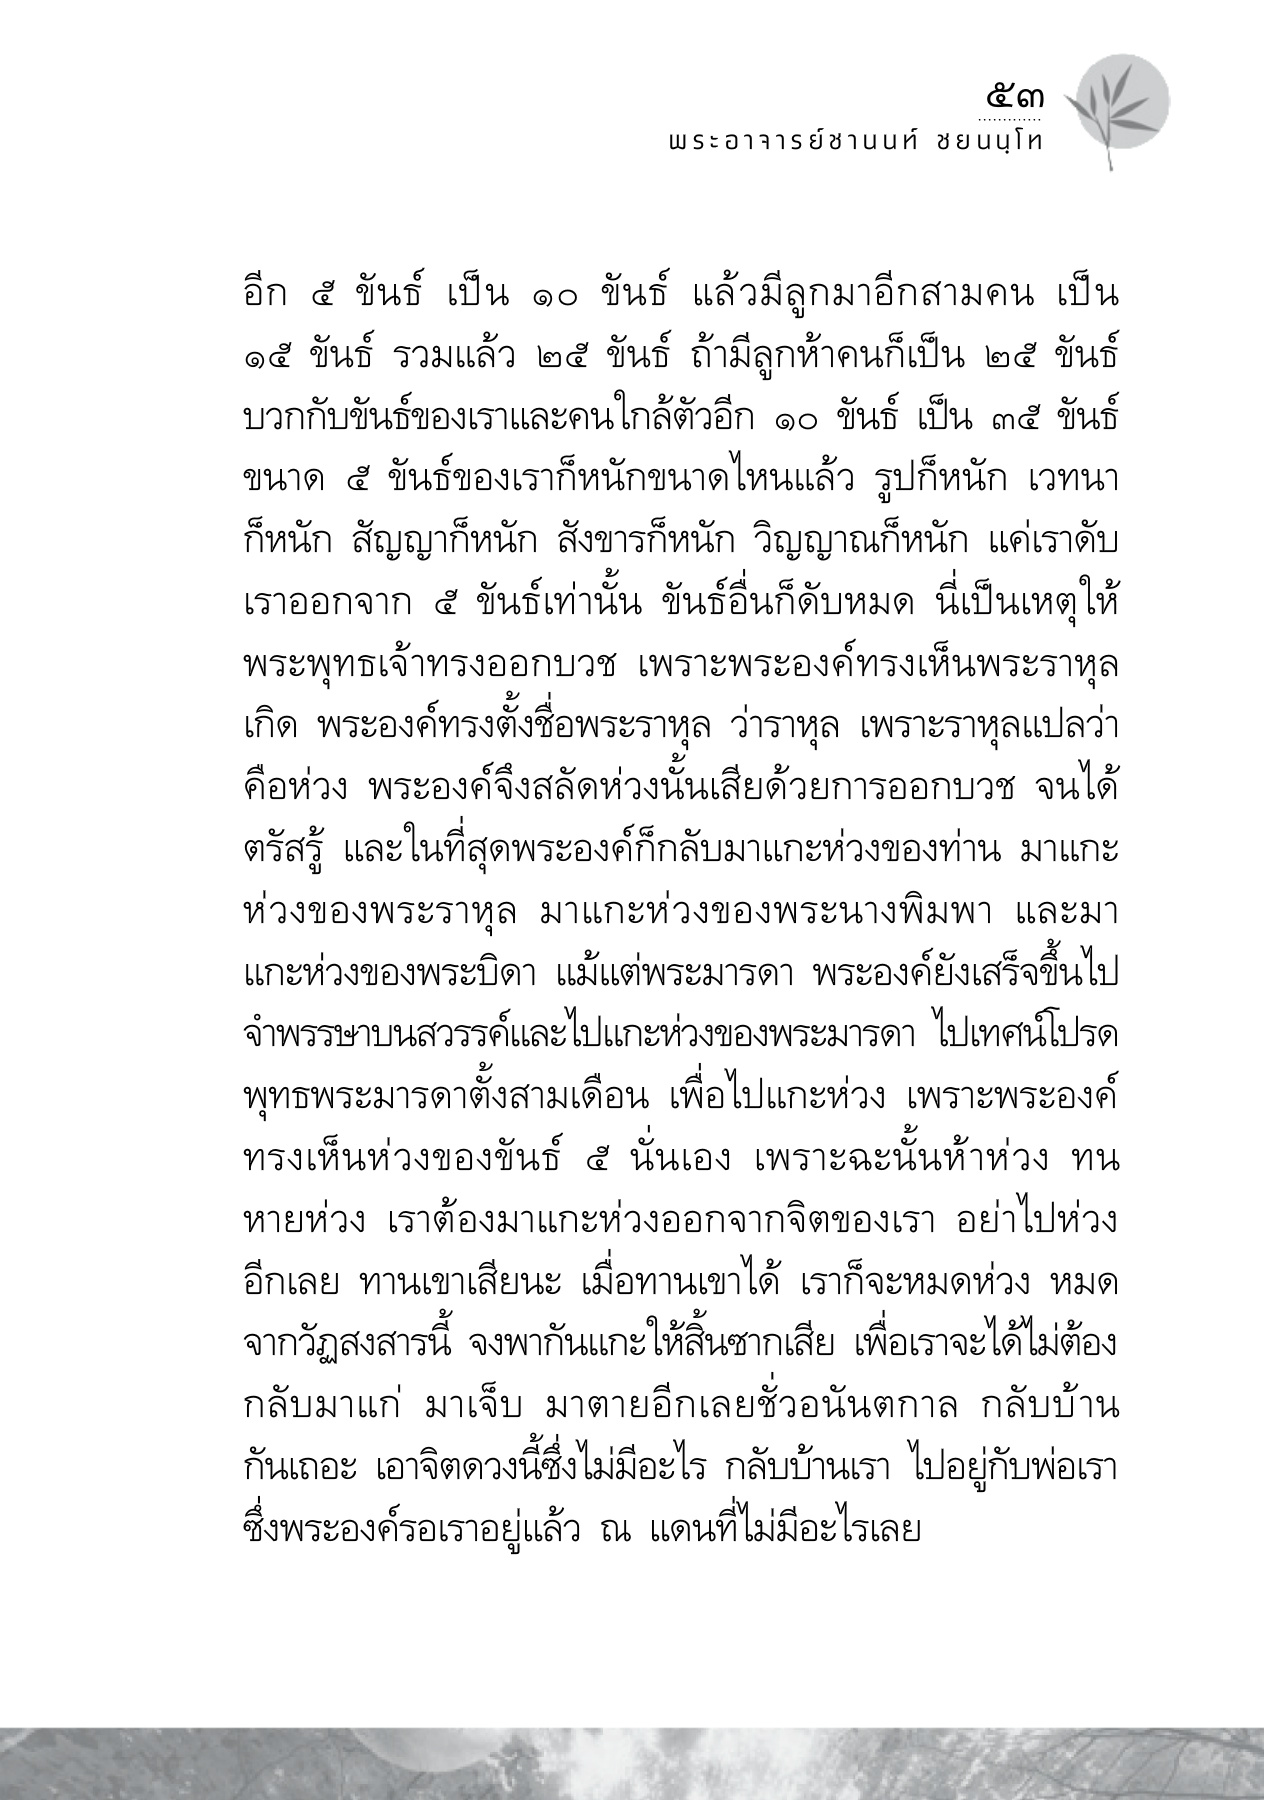 ๕๓
พระอาจารย์ชานนท์ ชยนนฺโท
อีก ๕ ขันธ์ เป็น ๑๐ ขันธ์ แล้วมีลูกมาอีกสามคน เป็น
๑๕ ขันธ์ รวมแล้ว ๒๕ ขันธ์ ถ้ามีลูกห้าคนก็เป็น ๒๕ ขันธ์
บวกกับขันธ์ของเราและคนใกล้ตัวอีก ๑๐ ขันธ์ เป็น ๓๕ ขันธ์
ขนาด ๕ ขันธ์ของเราก็หนักขนาดไหนแล้ว รูปก็หนัก เวทนา
ก็หนัก สัญญาก็หนัก สังขารก็หนัก วิญญาณก็หนัก แค่เราดับ
เราออกจาก ๕ ขันธ์เท่านั้น ขันธ์อื่นก็ดับหมด นี่เป็นเหตุให้
พระพุทธเจ้าทรงออกบวช เพราะพระองค์ทรงเห็นพระราหุล
เกิด พระองค์ทรงตั้งชื่อพระราหุล ว่าราหุล เพราะราหุลแปลว่า
คือห่วง พระองค์จึงสลัดห่วงนั้นเสียด้วยการออกบวช จนได้
ตรัสรู้ และในที่สุดพระองค์ก็กลับมาแกะห่วงของท่าน มาแกะ
ห่วงของพระราหุล มาแกะห่วงของพระนางพิมพา และมา
แกะห่วงของพระบิดา แม้แต่พระมารดา พระองค์ยังเสร็จขึ้นไป
จำพรรษาบนสวรรค์และไปแกะห่วงของพระมารดา ไปเทศน์โปรด
พุทธพระมารดาตั้งสามเดือน เพื่อไปแกะห่วง เพราะพระองค์
ทรงเห็นห่วงของขันธ์ ๕ นั่นเอง เพราะฉะนั้นห้าห่วง ทน
หายห่วง เราต้องมาแกะห่วงออกจากจิตของเรา อย่าไปห่วง
อีกเลย ทานเขาเสียนะ เมื่อทานเขาได้ เราก็จะหมดห่วง หมด
จากวัฏสงสารนี้ จงพากันแกะให้สิ้นซากเสีย เพื่อเราจะได้ไม่ต้อง
กลับมาแก่ มาเจ็บ มาตายอีกเลยชั่วอนันตกาล กลับบ้าน
กันเถอะ เอาจิตดวงนี้ซึ่งไม่มีอะไร กลับบ้านเรา ไปอยู่กับพ่อเรา
ซึ่งพระองค์รอเราอยู่แล้ว ณ แดนที่ไม่มีอะไรเลย